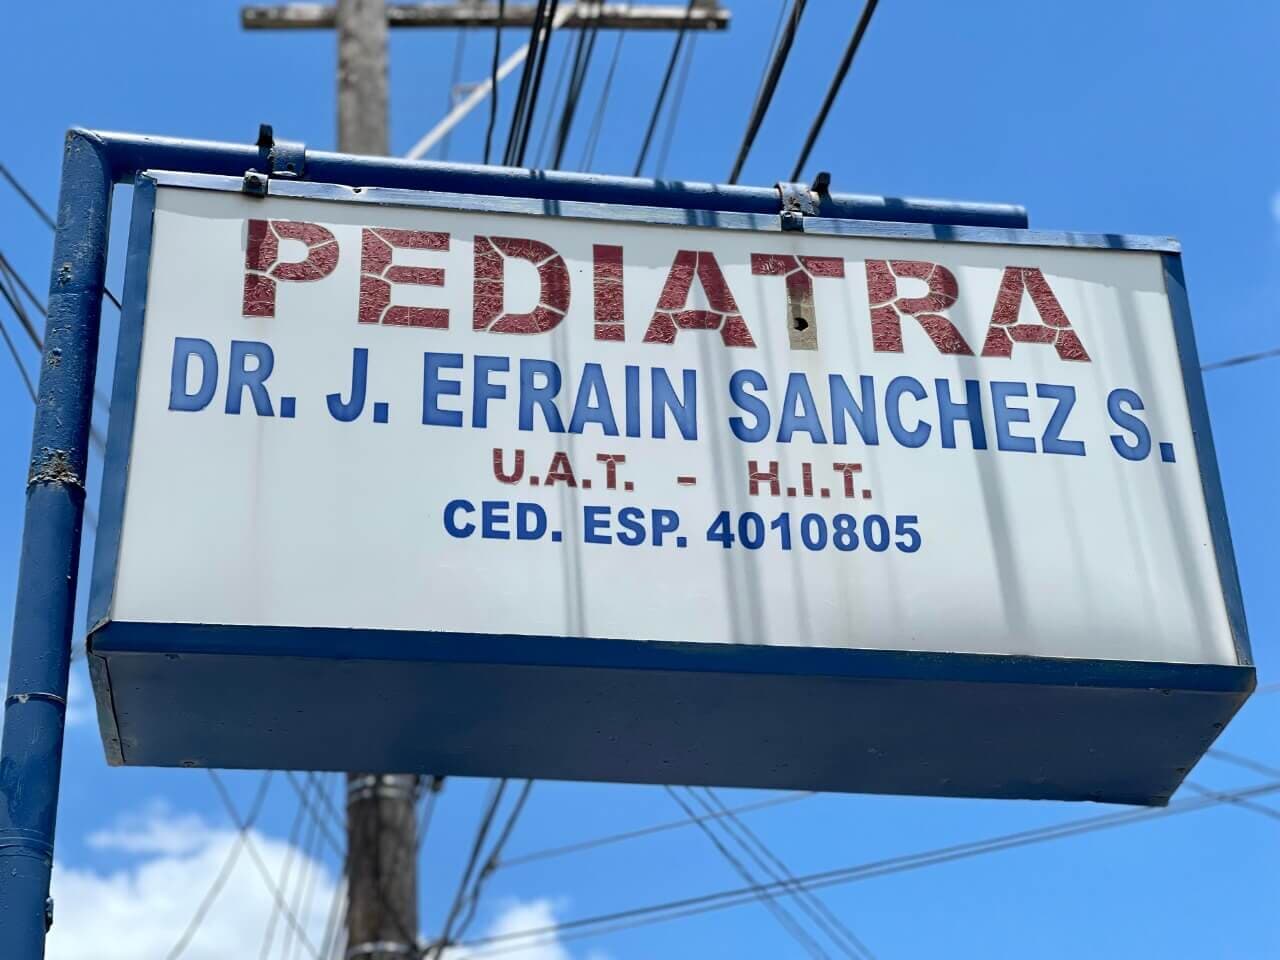 PEDIATRA
DR. J. EFRAIN SANCHEZ S.
U.A.T. - H.I.T.
CED. ESP. 4010805